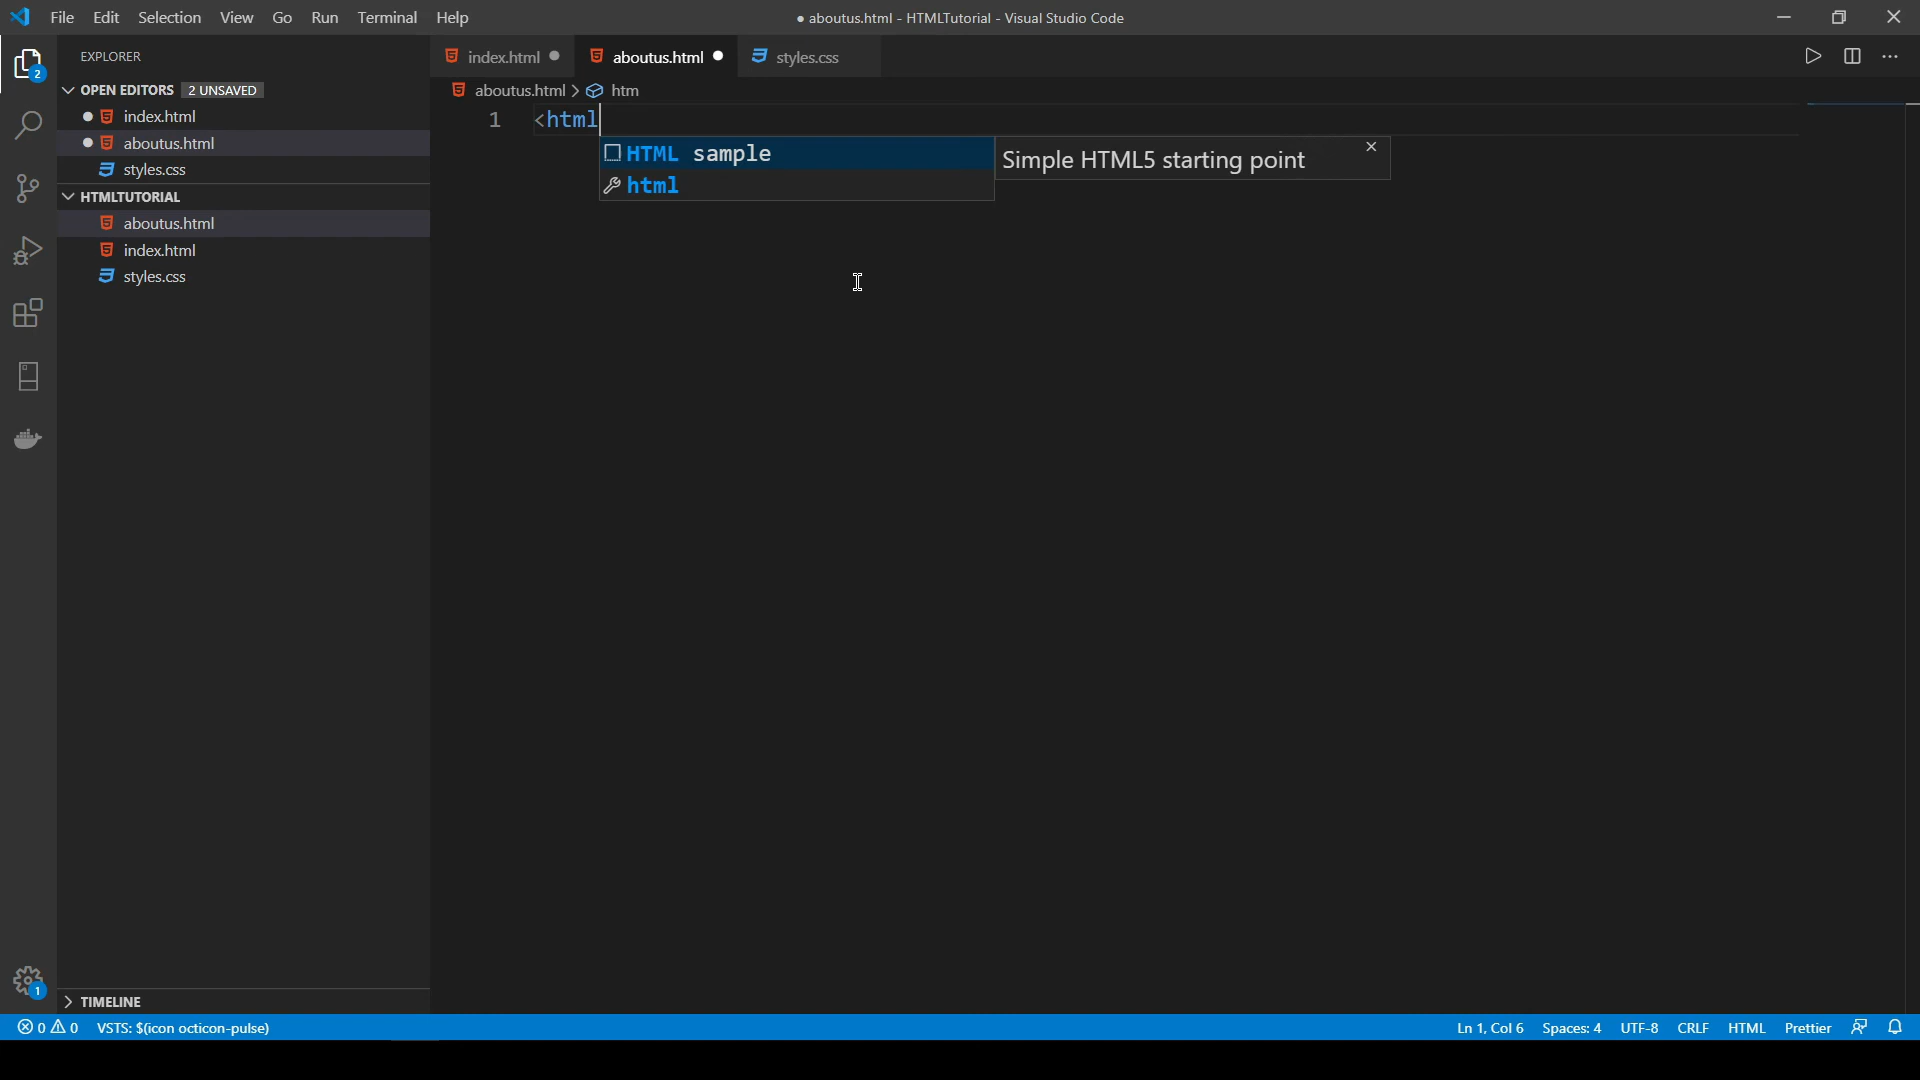 File Edit Selection View Go Run Terminal Help
● aboutus.html - HTMLTutorial - Visual Studio Code
2
EXPLORER
OPEN EDITORS 2 UNSAVED
index.html
aboutus.html
styles.css
HTMLTUTORIAL
aboutus.html
index.html
styles.css
index.html aboutus.html styles.css
aboutus.html > htm
1 <html
HTML sample
html
Simple HTML5 starting point
1
TIMELINE
0 0 VSTS: $(icon octicon-pulse)
Ln 1, Col 6 Spaces: 4 UTF-8 CRLF HTML Prettier